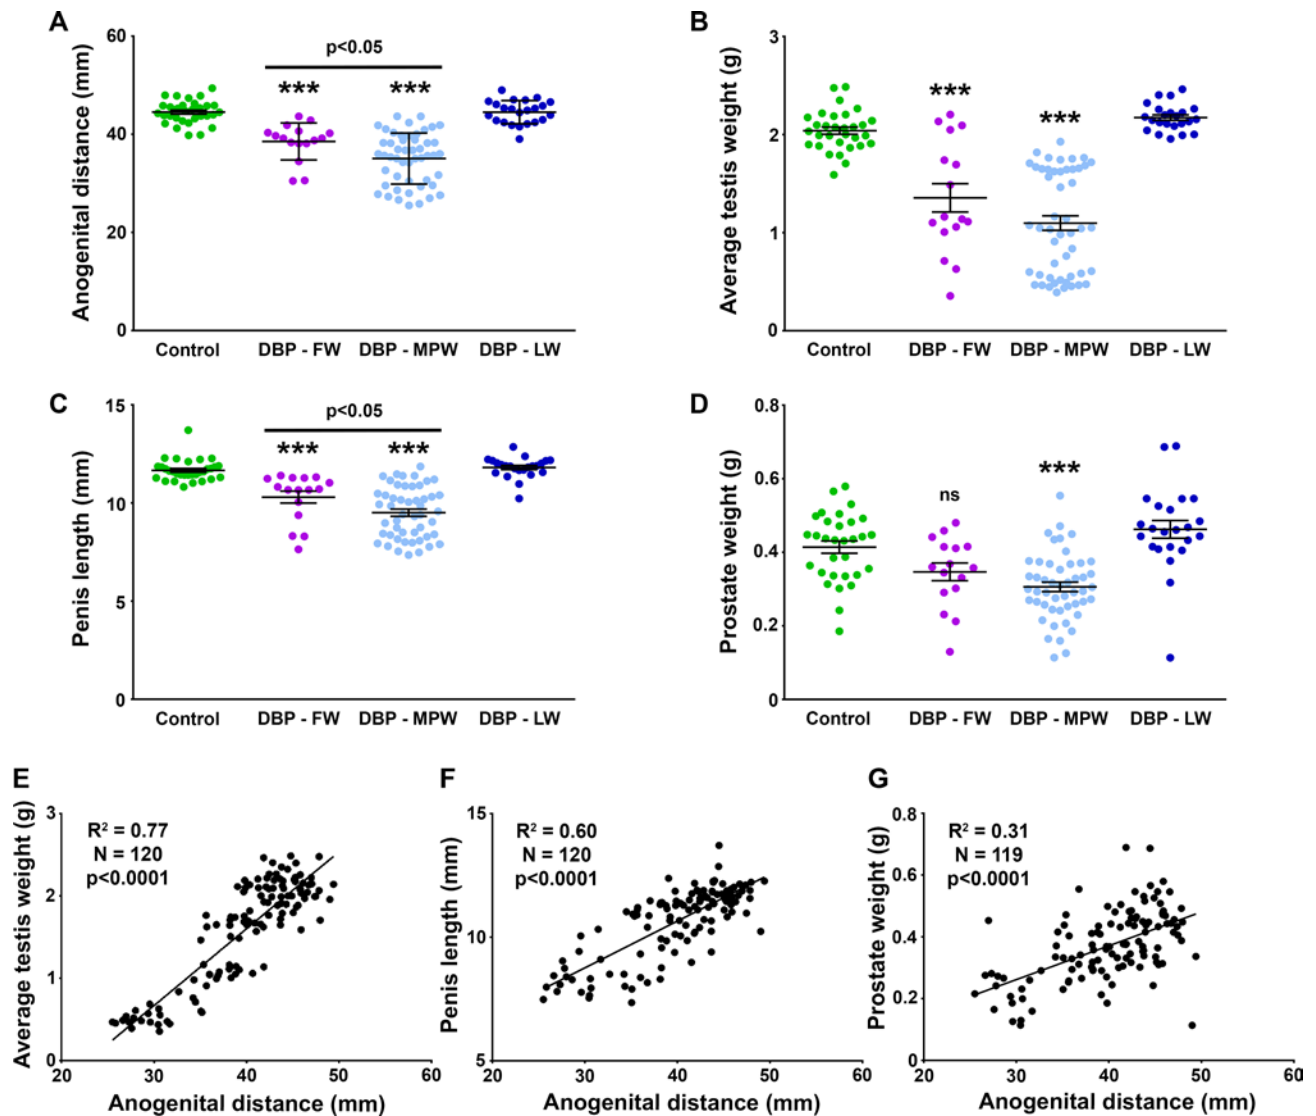 A
Anogenital distance (mm)
60
40
20
0
p<0.05
***
***
Control
DBP - FW
DBP - MPW
DBP - LW
B
Average testis weight (g)
3
2
1
0
***
***
Control
DBP - FW
DBP - MPW
DBP - LW
C
Penis length (mm)
15
10
5
0
p<0.05
***
***
Control
DBP - FW
DBP - MPW
DBP - LW
D
Prostate weight (g)
0.8
0.6
0.4
0.2
0
ns
***
Control
DBP - FW
DBP - MPW
DBP - LW
E
Average testis weight (g)
3
2
1
0
R² = 0.77
N = 120
p<0.0001
20
30
40
50
60
Anogenital distance (mm)
F
Penis length (mm)
15
10
5
R² = 0.60
N = 120
p<0.0001
20
30
40
50
60
Anogenital distance (mm)
G
Prostate weight (g)
0.8
0.6
0.4
0.2
0
R² = 0.31
N = 119
p<0.0001
20
30
40
50
60
Anogenital distance (mm)